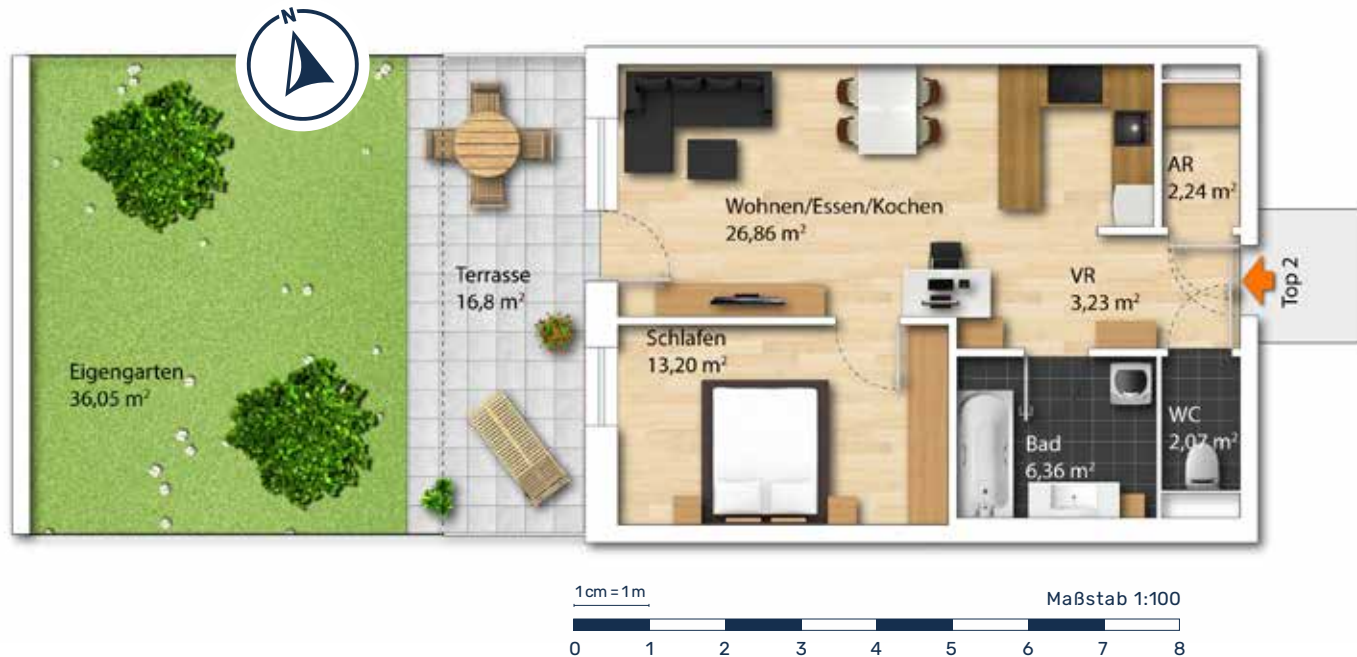 N
Wohnen/Essen/Kochen
26,86 m²
AR
2,24 m²
Terrasse
16,8 m²
VR
3,23 m²
Top 2
Schlafen
13,20 m²
Eigengarten
36,05 m²
Bad
6,36 m²
WC
2,07 m²
1 cm = 1 m
Maßstab 1:100
0 1 2 3 4 5 6 7 8